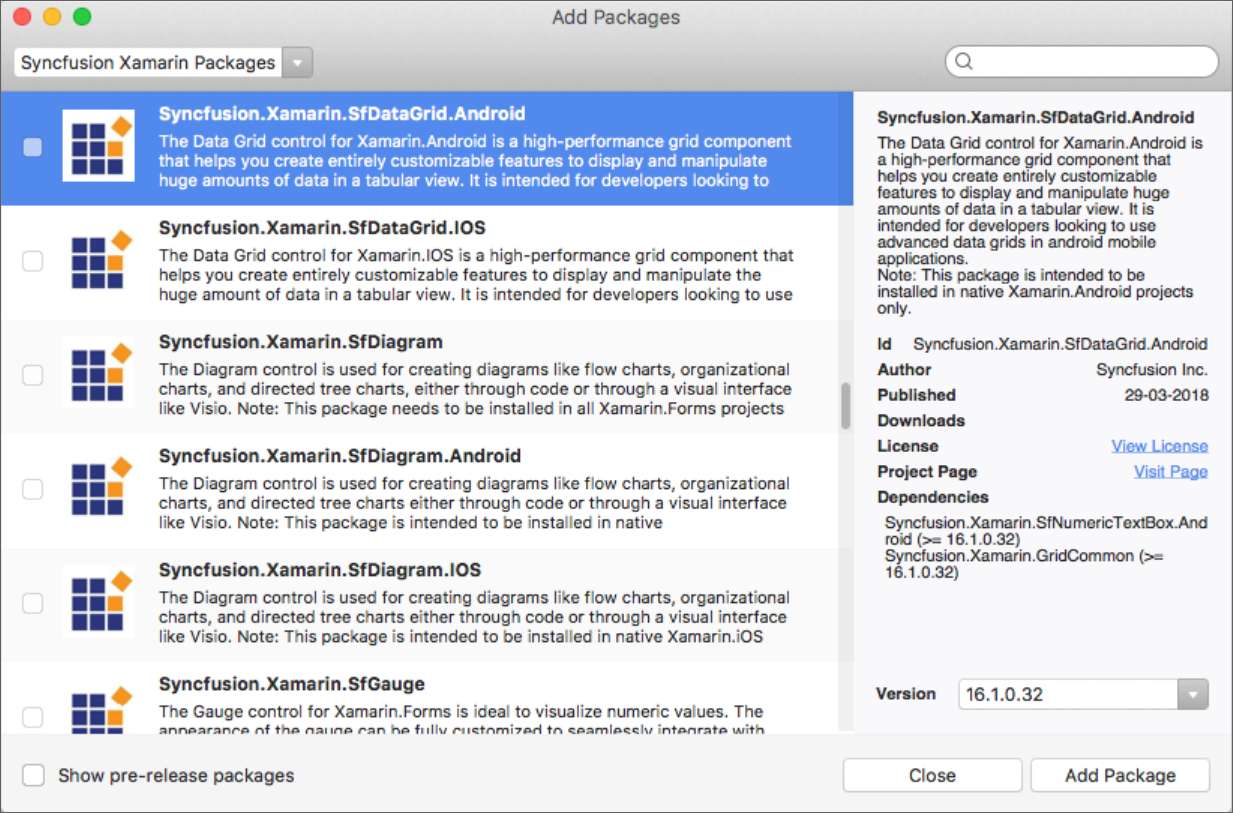 Add Packages
Syncfusion Xamarin Packages
Syncfusion.Xamarin.SfDataGrid.Android
The Data Grid control for Xamarin.Android is a high-performance grid component
that helps you create entirely customizable features to display and manipulate
huge amounts of data in a tabular view. It is intended for developers looking to
Syncfusion.Xamarin.SfDataGrid.IOS
The Data Grid control for Xamarin.IOS is a high-performance grid component that
helps you create entirely customizable features to display and manipulate the
huge amount of data in a tabular view. It is intended for developers looking to use
Syncfusion.Xamarin.SfDiagram
The Diagram control is used for creating diagrams like flow charts, organizational
charts, and directed tree charts, either through code or through a visual interface
like Visio. Note: This package needs to be installed in all Xamarin.Forms projects
Syncfusion.Xamarin.SfDiagram.Android
The Diagram control is used for creating diagrams like flow charts, organizational
charts, and directed tree charts either through code or through a visual interface
like Visio. Note: This package is intended to be installed in native
Syncfusion.Xamarin.SfDiagram.IOS
The Diagram control is used for creating diagrams like flow charts, organizational
charts, and directed tree charts either through code or through a visual interface
like Visio. Note: This package is intended to be installed in native Xamarin.iOS
Syncfusion.Xamarin.SfGauge
The Gauge control for Xamarin.Forms is ideal to visualize numeric values. The
appearance of the gauge can be fully customized to seamlessly integrate with
Syncfusion.Xamarin.SfDataGrid.Android
The Data Grid control for Xamarin.Android is
a high-performance grid component that
helps you create entirely customizable
features to display and manipulate huge
amounts of data in a tabular view. It is
intended for developers looking to use
advanced data grids in android mobile
applications.
Note: This package is intended to be
installed in native Xamarin.Android projects
only.
Id Syncfusion.Xamarin.SfDataGrid.Android
Author Syncfusion Inc.
Published 29-03-2018
Downloads
License View License
Project Page Visit Page
Dependencies
Syncfusion.Xamarin.SfNumericTextBox.And
roid (>= 16.1.0.32)
Syncfusion.Xamarin.GridCommon (>=
16.1.0.32)
Version 16.1.0.32
Show pre-release packages
Close
Add Package